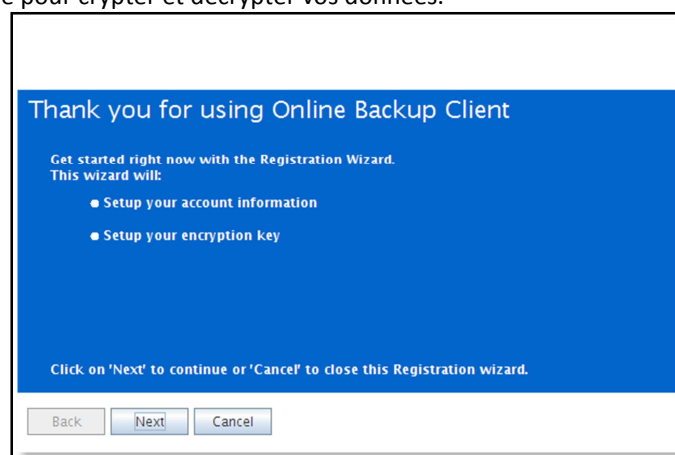 pour crypter et décrypter vos données.
Thank you for using Online Backup Client
Get started right now with the Registration Wizard.
This wizard will:
Setup your account information
Setup your encryption key
Click on 'Next' to continue or 'Cancel' to close this Registration wizard.
Back Next Cancel